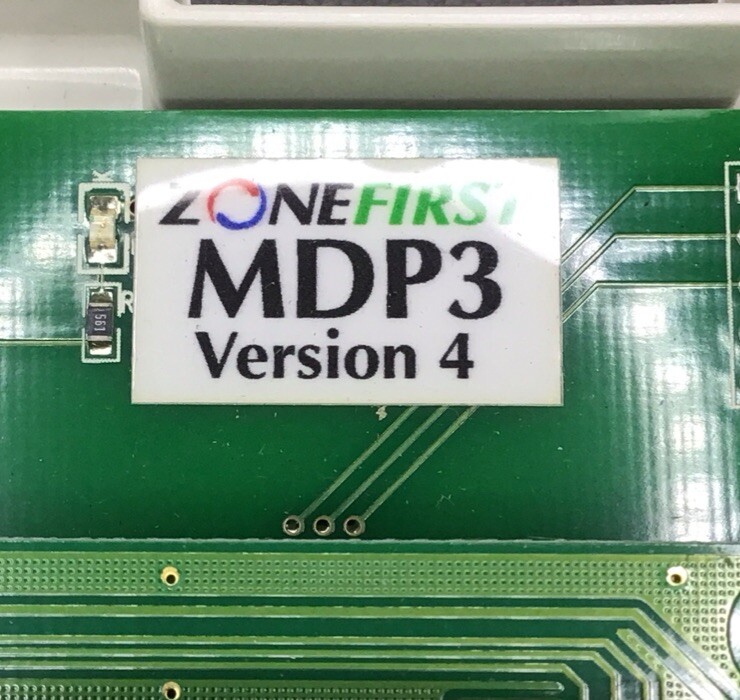 ZONEFIRST
MDP3
Version 4
K
R
561